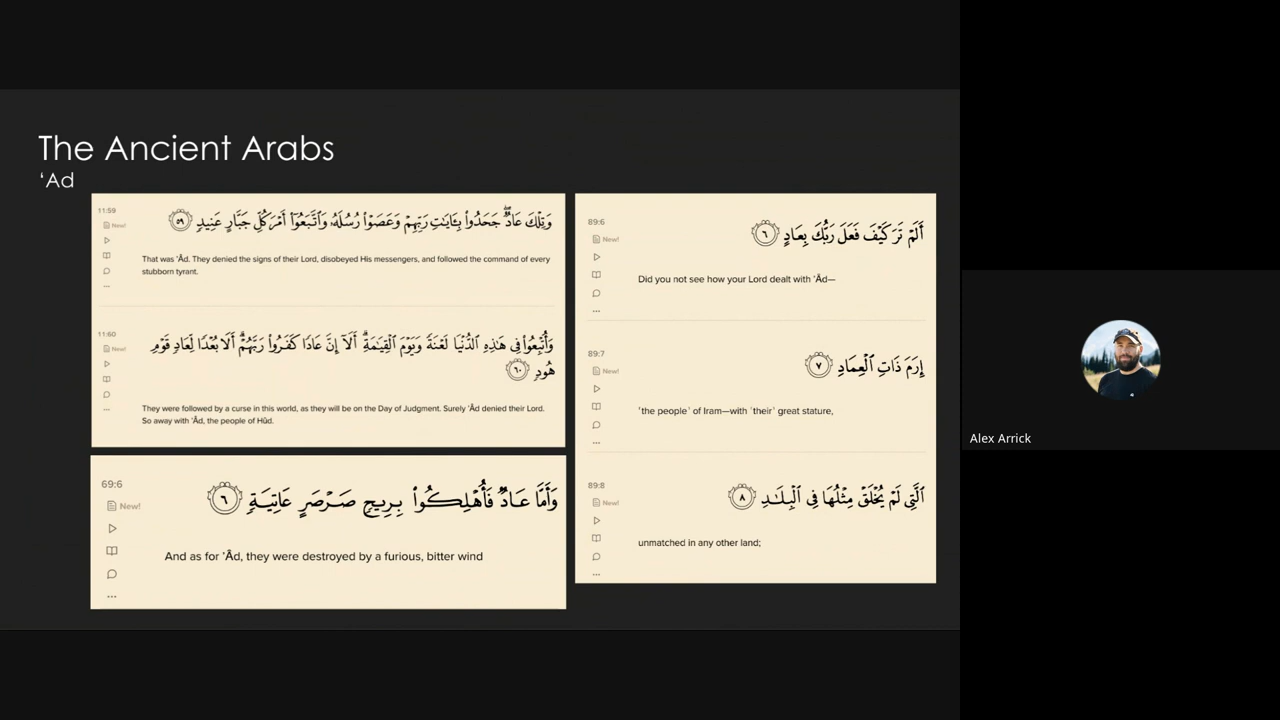 The Ancient Arabs
‘Ad
11:59
New!
وَتِلْكَ عَادٌ ۖ جَحَدُوا۟ بِـَٔايَـٰتِ رَبِّهِمْ وَعَصَوْا۟ رُسُلَهُۥ وَٱتَّبَعُوٓا۟ أَمْرَ كُلِّ جَبَّارٍ عَنِيدٍ ٥٩
That was ˹Âd. They denied the signs of their Lord, disobeyed His messengers, and followed the command of every
stubborn tyrant.
11:60
New!
وَأُتْبِعُوا۟ فِى هَـٰذِهِ ٱلدُّنْيَا لَعْنَةً وَيَوْمَ ٱلْقِيَـٰمَةِ ۗ أَلَآ إِنَّ عَادًا كَفَرُوا۟ رَبَّهُمْ ۗ أَلَا بُعْدًا لِّعَادٍ قَوْمِ
هُودٍ ٦٠
They were followed by a curse in this world, as they will be on the Day of Judgment. Surely ’Âd denied their Lord.
So away with ’Âd, the people of Hûd.
69:6
New!
وَأَمَّا عَادٌ فَأُهْلِكُوا۟ بِرِيحٍ صَرْصَرٍ عَاتِيَةٍ ٦
And as for ’Âd, they were destroyed by a furious, bitter wind
89:6
New!
أَلَمْ تَرَ كَيْفَ فَعَلَ رَبُّكَ بِعَادٍ ٦
Did you not see how your Lord dealt with ’Âd—
89:7
New!
إِرَمَ ذَاتِ ٱلْعِمَادِ ٧
˹the people˺ of Iram—with ˹their˺ great stature,
89:8
New!
ٱلَّتِى لَمْ يُخْلَقْ مِثْلُهَا فِى ٱلْبِلَـٰدِ ٨
unmatched in any other land;
Alex Arrick